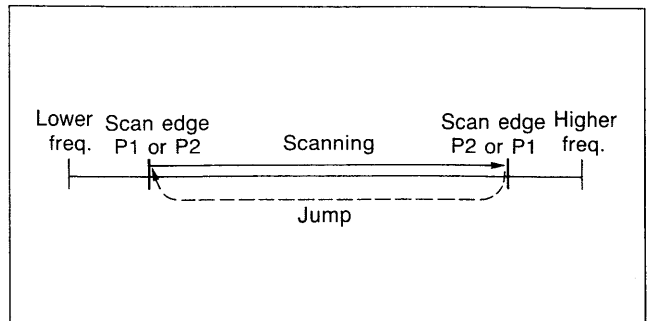 Lower freq.
Scan edge P1 or P2
Scanning
Scan edge P2 or P1
Higher freq.
Jump